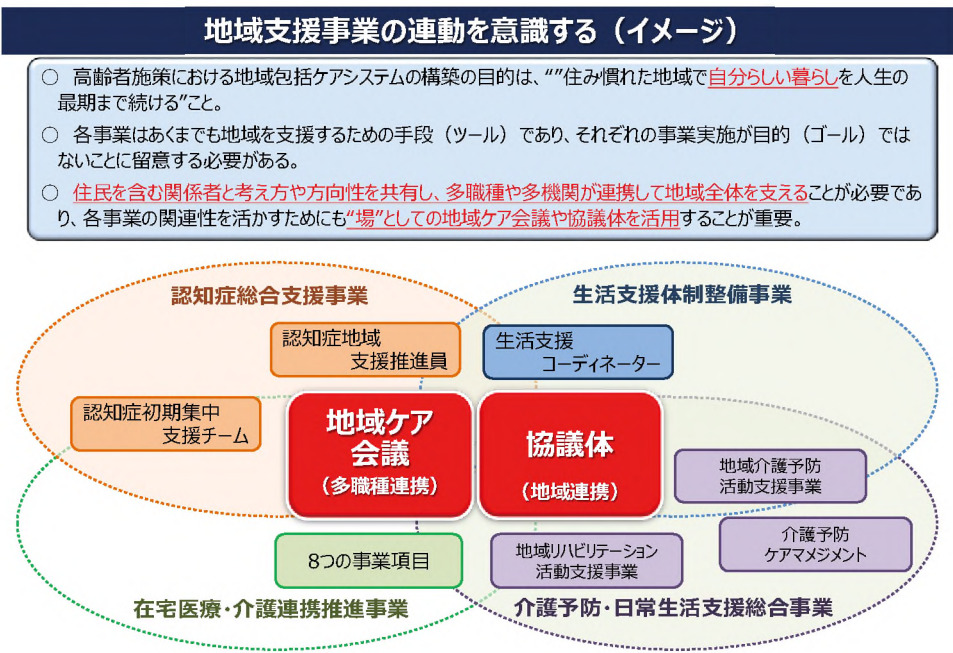 地域支援事業の連動を意識する（イメージ）
○ 高齢者施策における地域包括ケアシステムの構築の目的は、“”住み慣れた地域で自分らしい暮らしを人生の
最期まで続ける”こと。
○ 各事業はあくまでも地域を支援するための手段（ツール）であり、それぞれの事業実施が目的（ゴール）では
ないことに留意する必要がある。
○ 住民を含む関係者と考え方や方向性を共有し、多職種や多機関が連携して地域全体を支えることが必要であ
り、各事業の関連性を活かすためにも“場”としての地域ケア会議や協議体を活用することが重要。
認知症総合支援事業
生活支援体制整備事業
認知症地域
支援推進員
生活支援
コーディネーター
認知症初期集中
支援チーム
地域ケア
会議
（多職種連携）
協議体
（地域連携）
地域介護予防
活動支援事業
介護予防
ケアマメジメント
8つの事業項目
地域リハビリテーション
活動支援事業
在宅医療・介護連携推進事業
介護予防・日常生活支援総合事業